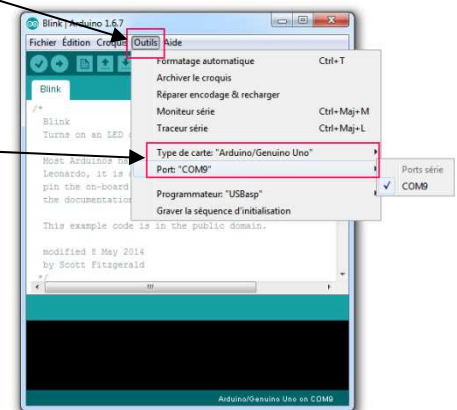 Blink | Arduino 1.6.7
Fichier Édition Croquis Outils Aide
Formatage automatique Ctrl+T
Archiver le croquis
Réparer encodage & recharger
Moniteur série Ctrl+Maj+M
Traceur série Ctrl+Maj+L
Type de carte: "Arduino/Genuino Uno"
Port: "COM9"
Ports série
COM9
Programmateur: "USBasp"
Graver la séquence d'initialisation
Blink
/*
Blink
Turns on an LED
Most Arduinos
Leonardo, it is
pin the on-board
the documentation
This example code is in the public domain.
modified 8 May 2014
by Scott Fitzgerald
*/
Arduino/Genuino Uno on COM9